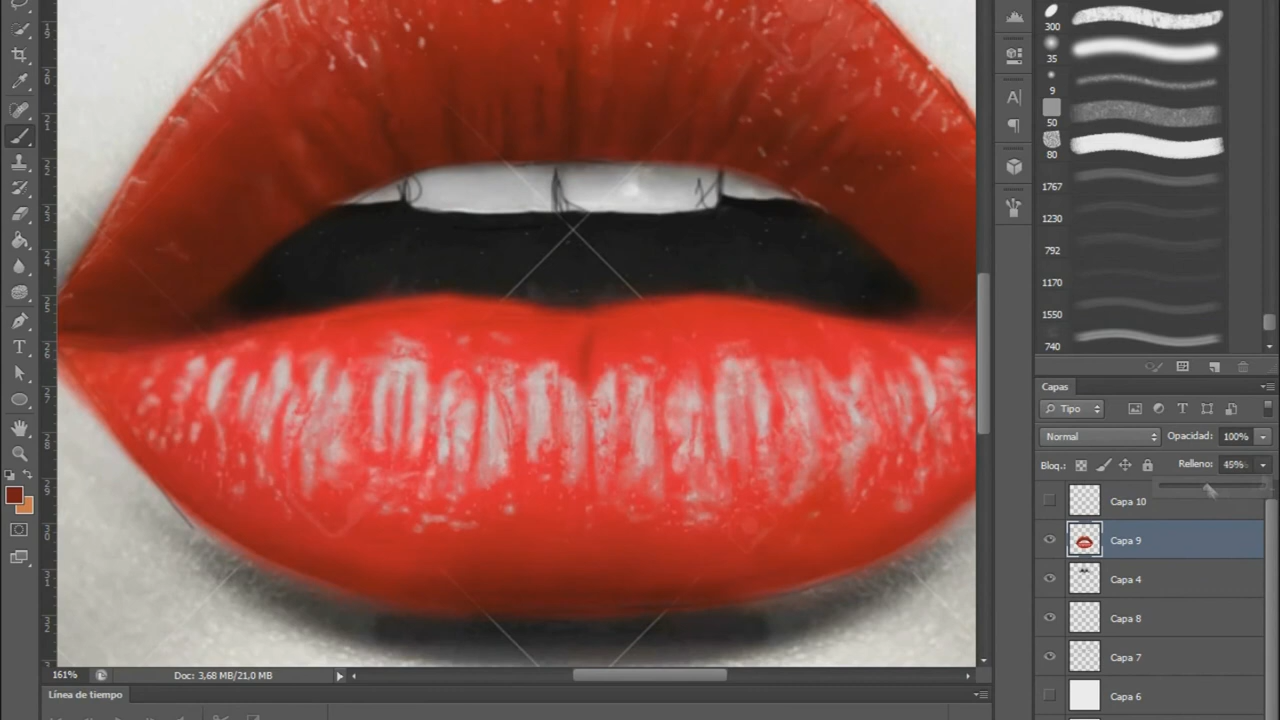 300
35
9
50
80
1767
1230
792
1170
1550
740
Capas
Tipo
Normal
Opacidad: 100%
Bloq.:
Relleno: 45%
Capa 10
Capa 9
Capa 4
Capa 8
Capa 7
Capa 6
161%
Doc: 3,68 MB/21,0 MB
Línea de tiempo